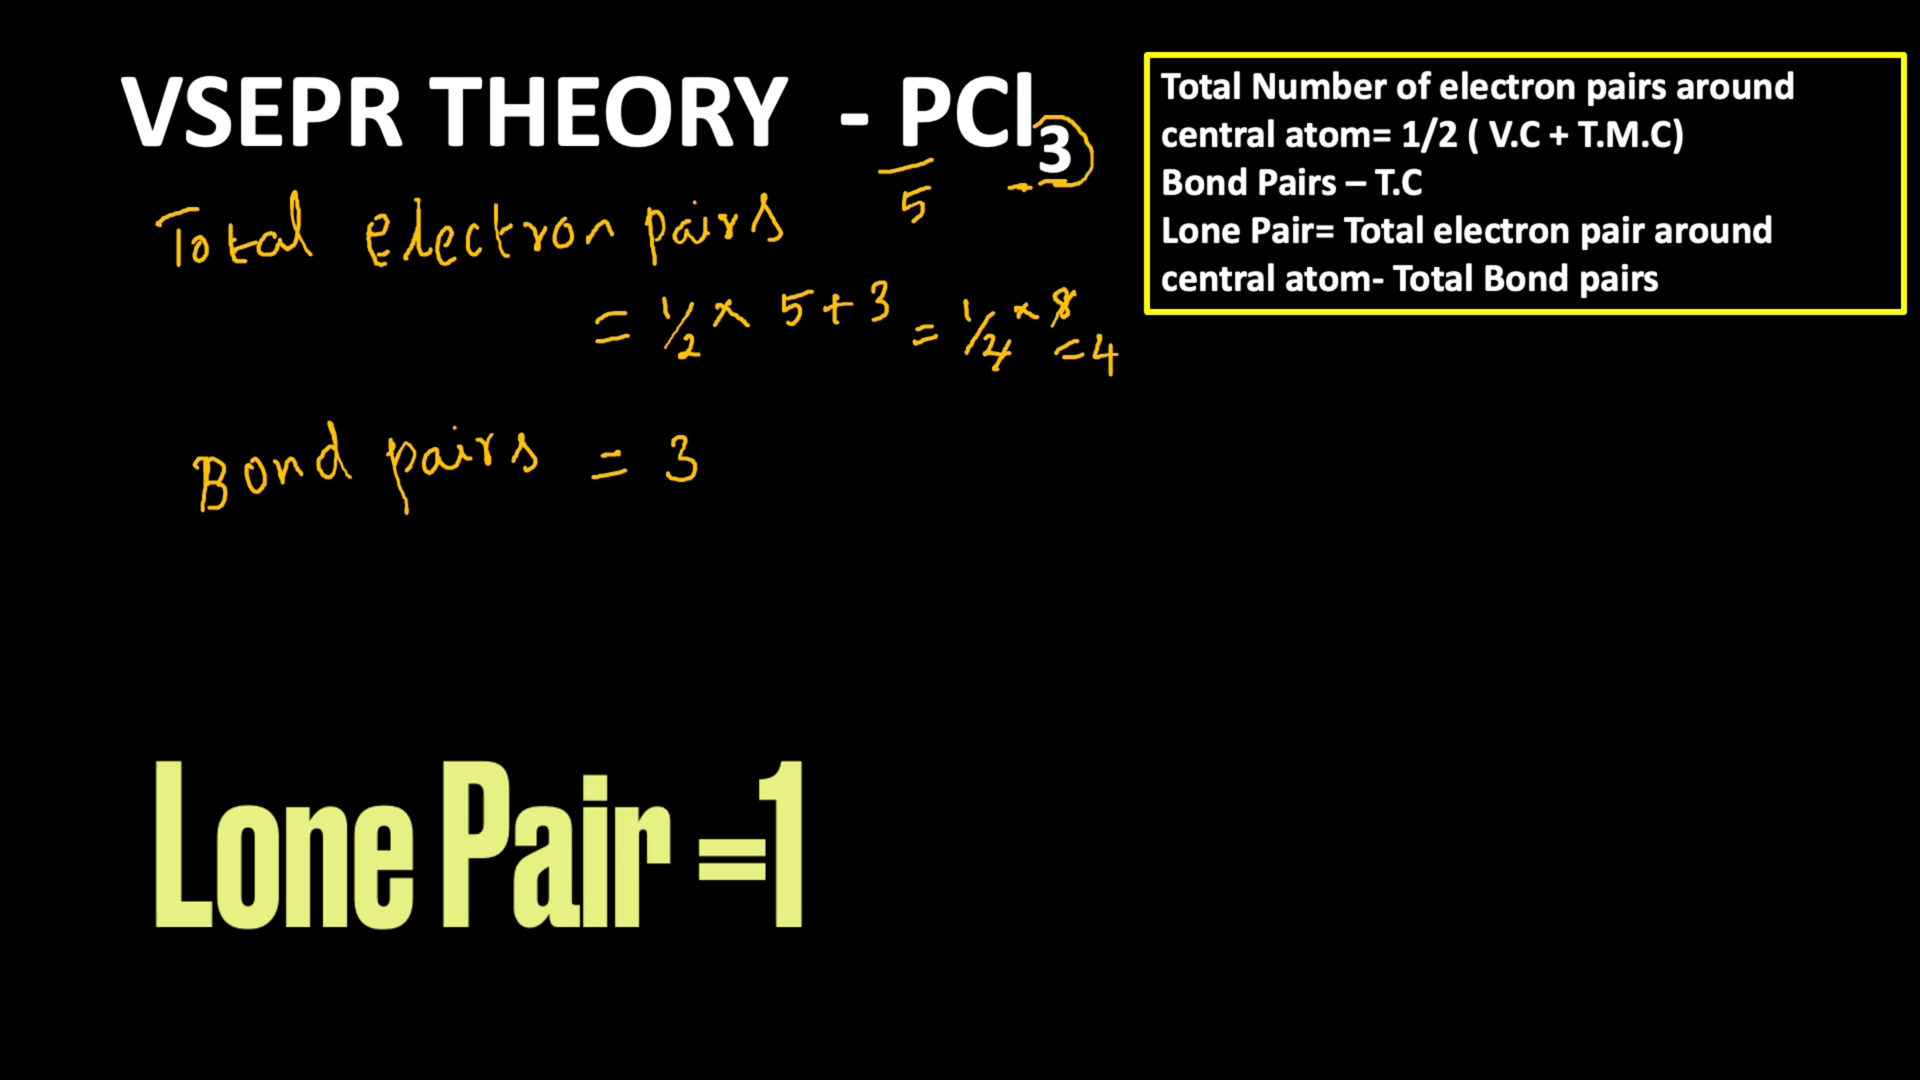 VSEPR THEORY - PCl3
5
Total electron pairs
= 1/2 × 5+3 = 1/2 × 8
=4
Bond pairs = 3
Lone Pair =1
Total Number of electron pairs around
central atom= 1/2 ( V.C + T.M.C)
Bond Pairs – T.C
Lone Pair= Total electron pair around
central atom- Total Bond pairs